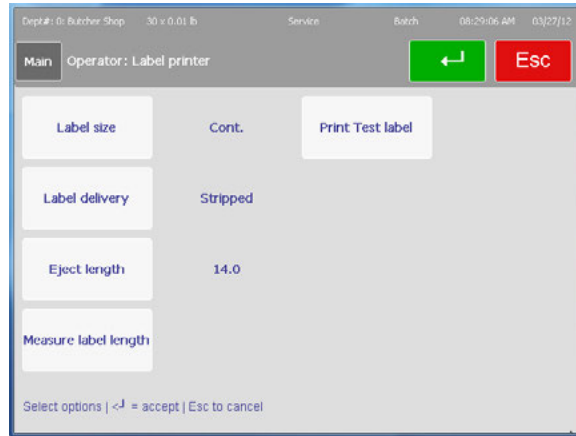 Dept#: 0: Butcher Shop 30 x 0.01 lb Service Batch 08:29:06 AM 03/27/12
Main Operator: Label printer Esc
Label size Cont. Print Test label
Label delivery Stripped
Eject length 14.0
Measure label length
Select options | <┘ = accept | Esc to cancel